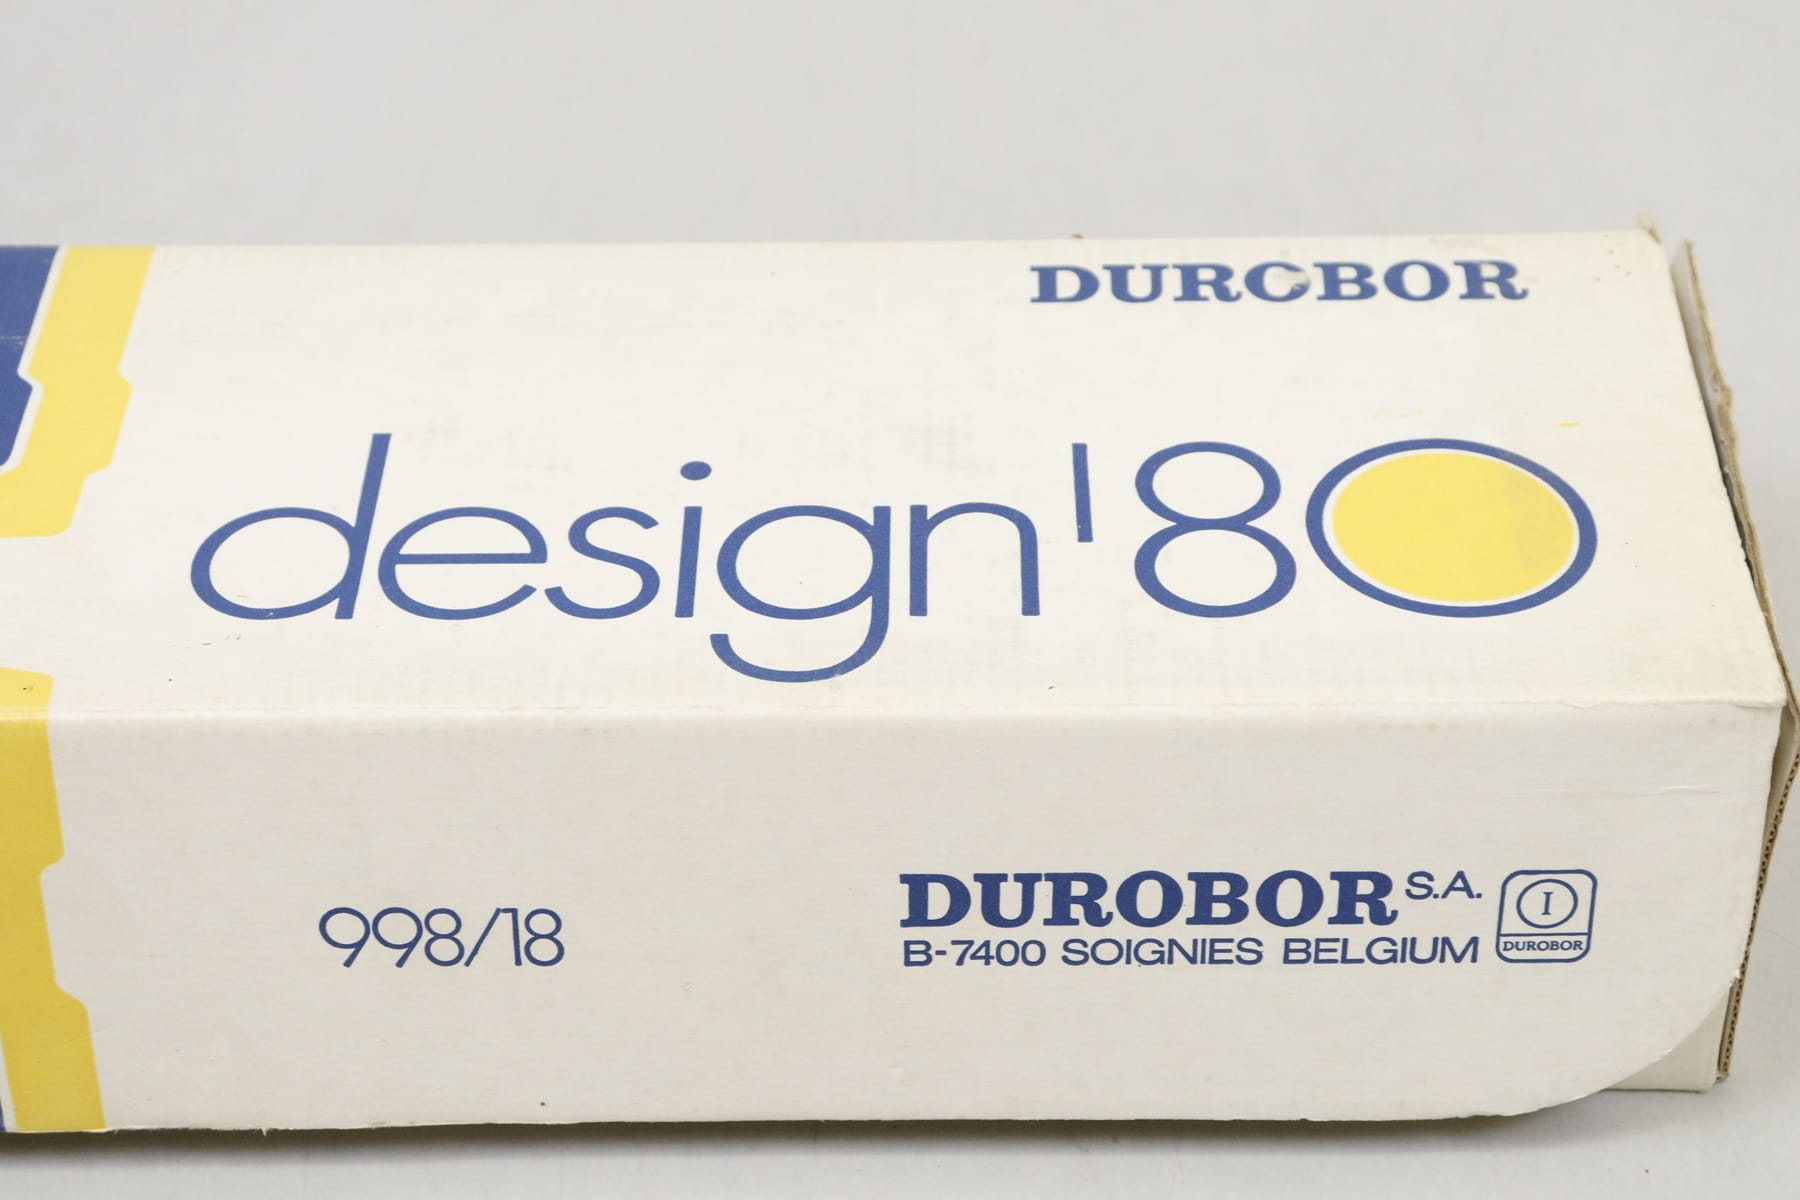 DUROBOR
design '80
998/18
DUROBOR S.A.
B-7400 SOIGNIES BELGIUM
I
DUROBOR